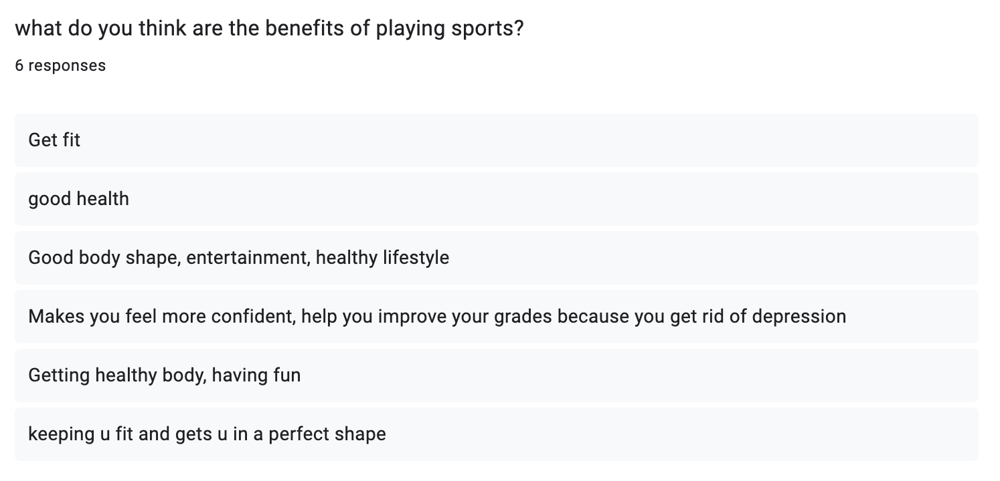 what do you think are the benefits of playing sports?
6 responses
Get fit
good health
Good body shape, entertainment, healthy lifestyle
Makes you feel more confident, help you improve your grades because you get rid of depression
Getting healthy body, having fun
keeping u fit and gets u in a perfect shape